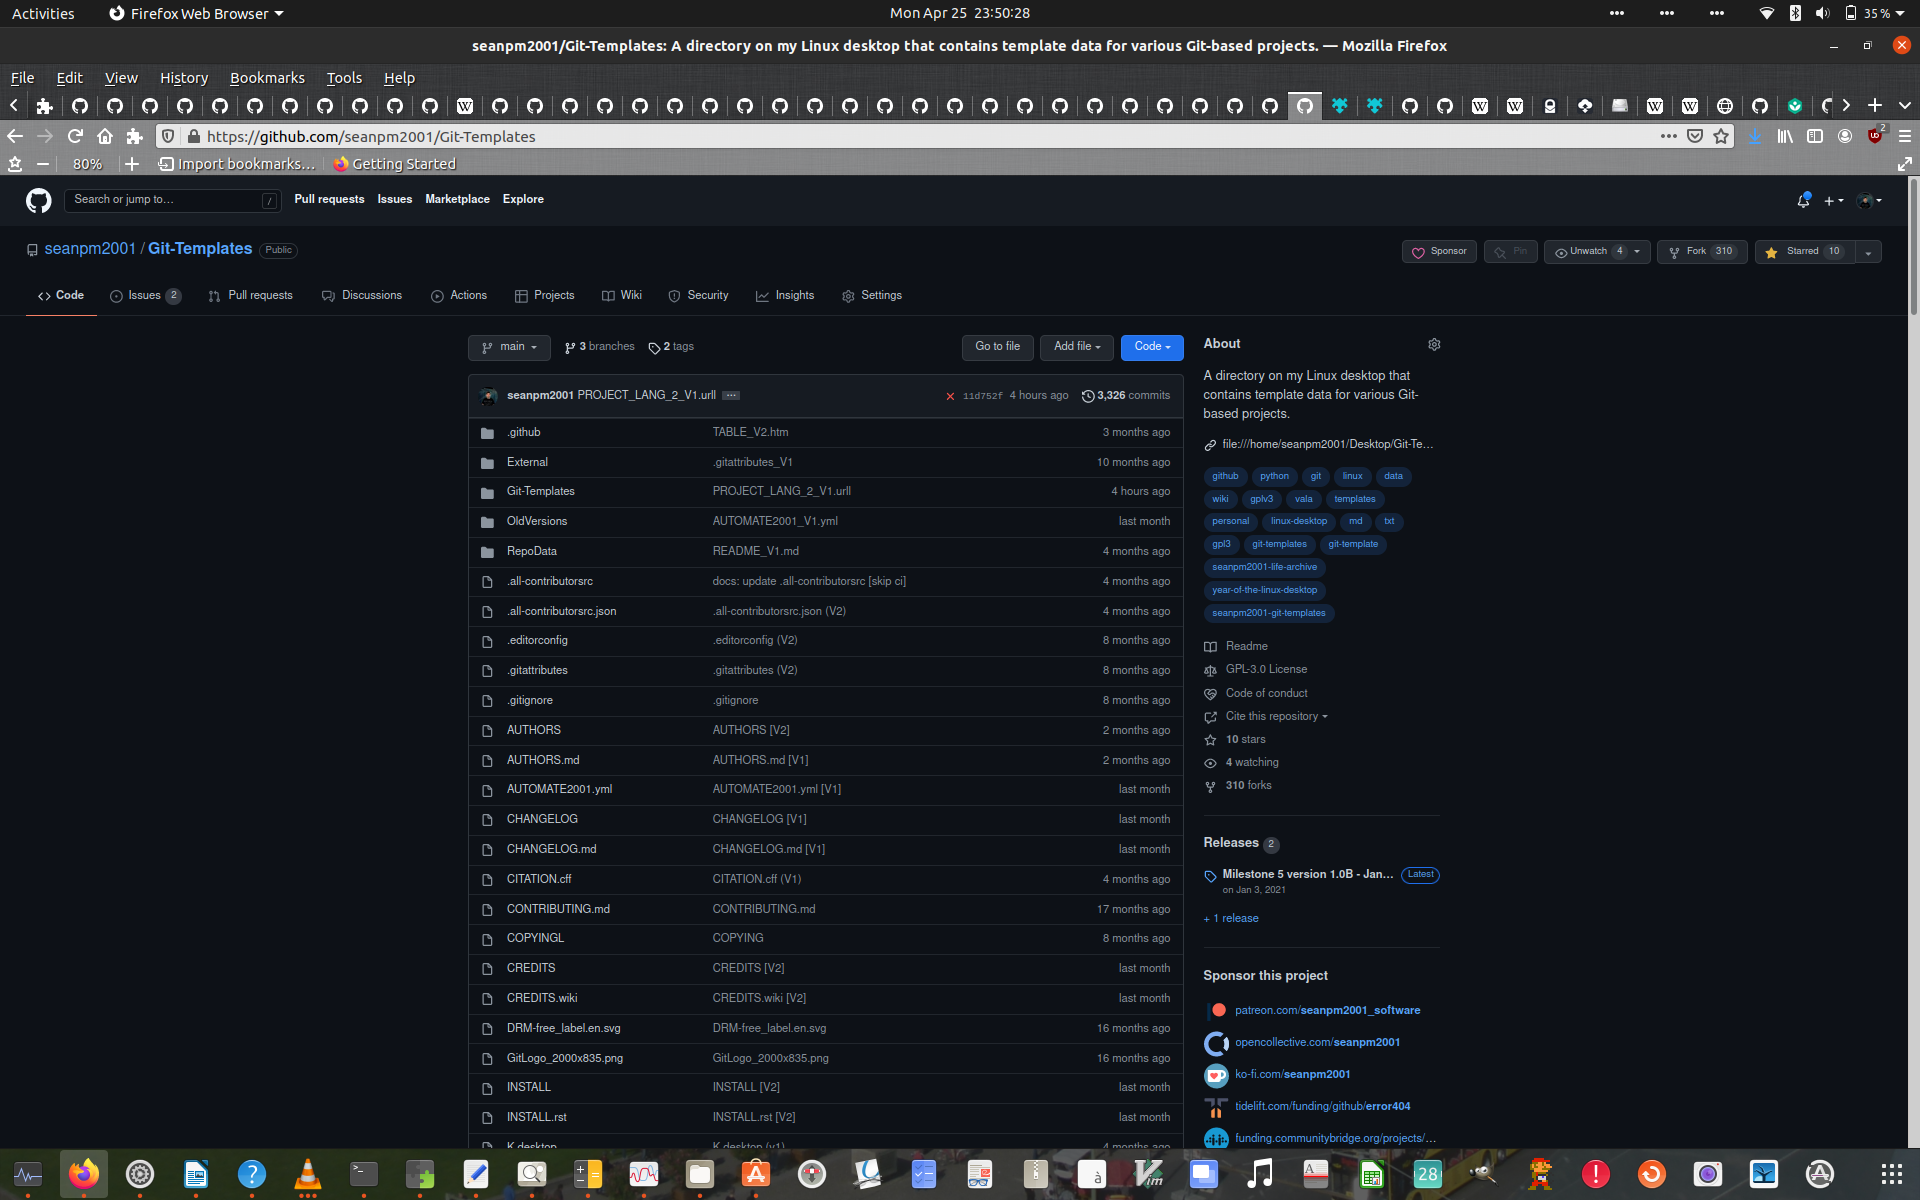 Activities Firefox Web Browser Mon Apr 25 23:50:28 35 %
seanpm2001/Git-Templates: A directory on my Linux desktop that contains template data for various Git-based projects. — Mozilla Firefox
File Edit View History Bookmarks Tools Help
https://github.com/seanpm2001/Git-Templates
80% Import bookmarks... Getting Started
Search or jump to... / Pull requests Issues Marketplace Explore
seanpm2001 / Git-Templates Public
Sponsor Pin Unwatch 4 Fork 310 Starred 10
Code Issues 2 Pull requests Discussions Actions Projects Wiki Security Insights Settings
main 3 branches 2 tags Go to file Add file Code
seanpm2001 PROJECT_LANG_2_V1.urll ... 11d752f 4 hours ago 3,326 commits
.github TABLE_V2.htm 3 months ago
External .gitattributes_V1 10 months ago
Git-Templates PROJECT_LANG_2_V1.urll 4 hours ago
OldVersions AUTOMATE2001_V1.yml last month
RepoData README_V1.md 4 months ago
.all-contributorsrc docs: update .all-contributorsrc [skip ci] 4 months ago
.all-contributorsrc.json .all-contributorsrc.json (V2) 4 months ago
.editorconfig .editorconfig (V2) 8 months ago
.gitattributes .gitattributes (V2) 8 months ago
.gitignore .gitignore 8 months ago
AUTHORS AUTHORS [V2] 2 months ago
AUTHORS.md AUTHORS.md [V1] 2 months ago
AUTOMATE2001.yml AUTOMATE2001.yml [V1] last month
CHANGELOG CHANGELOG [V1] last month
CHANGELOG.md CHANGELOG.md [V1] last month
CITATION.cff CITATION.cff (V1) 4 months ago
CONTRIBUTING.md CONTRIBUTING.md 17 months ago
COPYINGL COPYING 8 months ago
CREDITS CREDITS [V2] last month
CREDITS.wiki CREDITS.wiki [V2] last month
DRM-free_label.en.svg DRM-free_label.en.svg 16 months ago
GitLogo_2000x835.png GitLogo_2000x835.png 16 months ago
INSTALL INSTALL [V2] last month
INSTALL.rst INSTALL.rst [V2] last month
K.desktop K.desktop (v1) 4 months ago
About
A directory on my Linux desktop that
contains template data for various Git-
based projects.
file:///home/seanpm2001/Desktop/Git-Te...
github python git linux data
wiki gplv3 vala templates
personal linux-desktop md txt
gpl3 git-templates git-template
seanpm2001-life-archive
year-of-the-linux-desktop
seanpm2001-git-templates
Readme
GPL-3.0 License
Code of conduct
Cite this repository
10 stars
4 watching
310 forks
Releases 2
Milestone 5 version 1.0B - Jan... Latest
on Jan 3, 2021
+ 1 release
Sponsor this project
patreon.com/seanpm2001_software
opencollective.com/seanpm2001
ko-fi.com/seanpm2001
tidelift.com/funding/github/error404
funding.communitybridge.org/projects/...
28